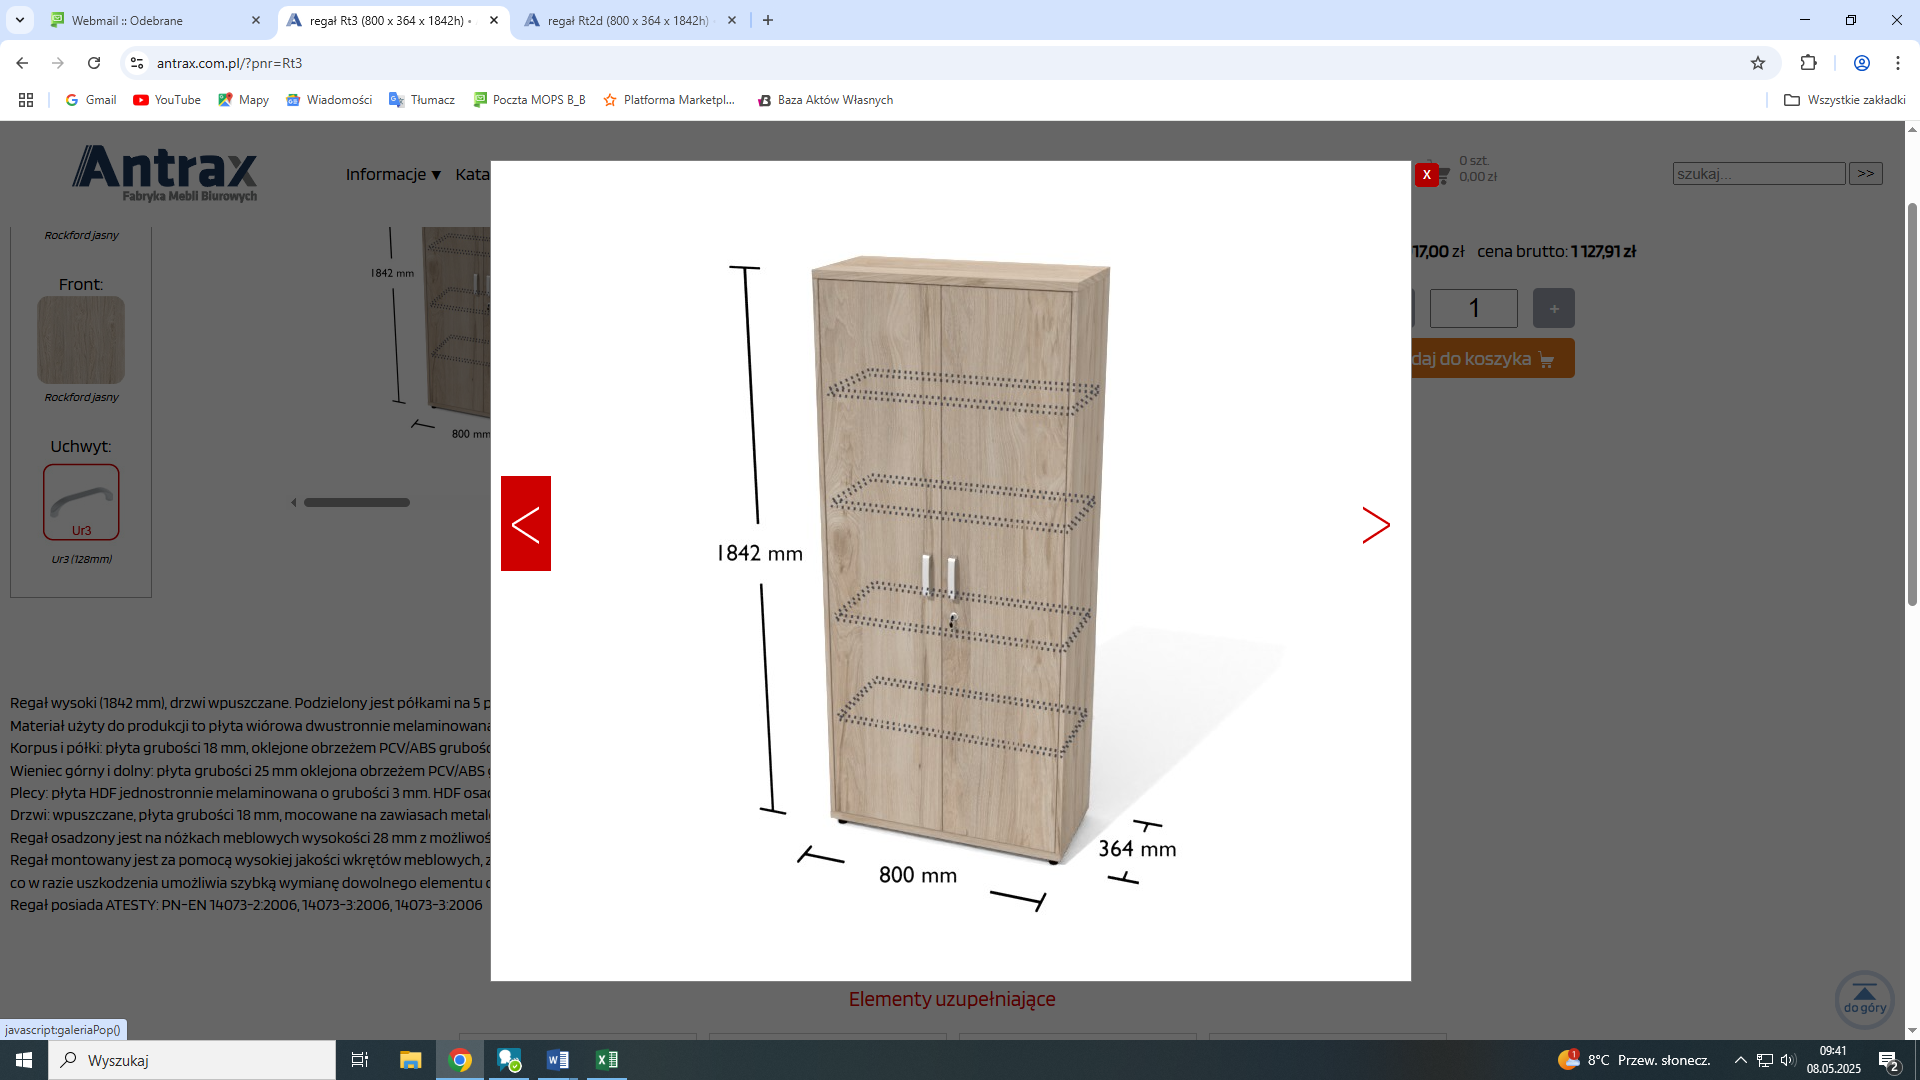 Webmail :: Odebrane
regał Rt3 (800 x 364 x 1842h) •
regał Rt2d (800 x 364 x 1842h)
antrax.com.pl/?pnr=Rt3
Gmail
YouTube
Mapy
Wiadomości
Tłumacz
Poczta MOPS B_B
Platforma Marketpl...
Baza Aktów Własnych
Wszystkie zakładki
Antrax
Fabryka Mebli Biurowych
Informacje ▼
Kata
X
0 szt.
0,00 zł
szukaj...
>>
Rockford jasny
1842 mm
800 mm
17,00 zł cena brutto: 1 127,91 zł
Front:
1
+
daj do koszyka
Rockford jasny
Uchwyt:
Ur3
Ur3 (128mm)
1842 mm
800 mm
364 mm
Regał wysoki (1842 mm), drzwi wpuszczane. Podzielony jest półkami na 5 p
Materiał użyty do produkcji to płyta wiórowa dwustronnie melaminowana
Korpus i półki: płyta grubości 18 mm, oklejone obrzeżem PCV/ABS grubośc
Wieniec górny i dolny: płyta grubości 25 mm oklejona obrzeżem PCV/ABS g
Plecy: płyta HDF jednostronnie melaminowana o grubości 3 mm. HDF osad
Drzwi: wpuszczane, płyta grubości 18 mm, mocowane na zawiasach metal
Regał osadzony jest na nóżkach meblowych wysokości 28 mm z możliwoś
Regał montowany jest za pomocą wysokiej jakości wkrętów meblowych, z
co w razie uszkodzenia umożliwia szybką wymianę dowolnego elementu
Regał posiada ATESTY: PN-EN 14073-2:2006, 14073-3:2006, 14073-3:2006
Elementy uzupełniające
do góry
javascript:galeriaPop()
Wyszukaj
1
8°C Przew. słonecz.
09:41
08.05.2025
2